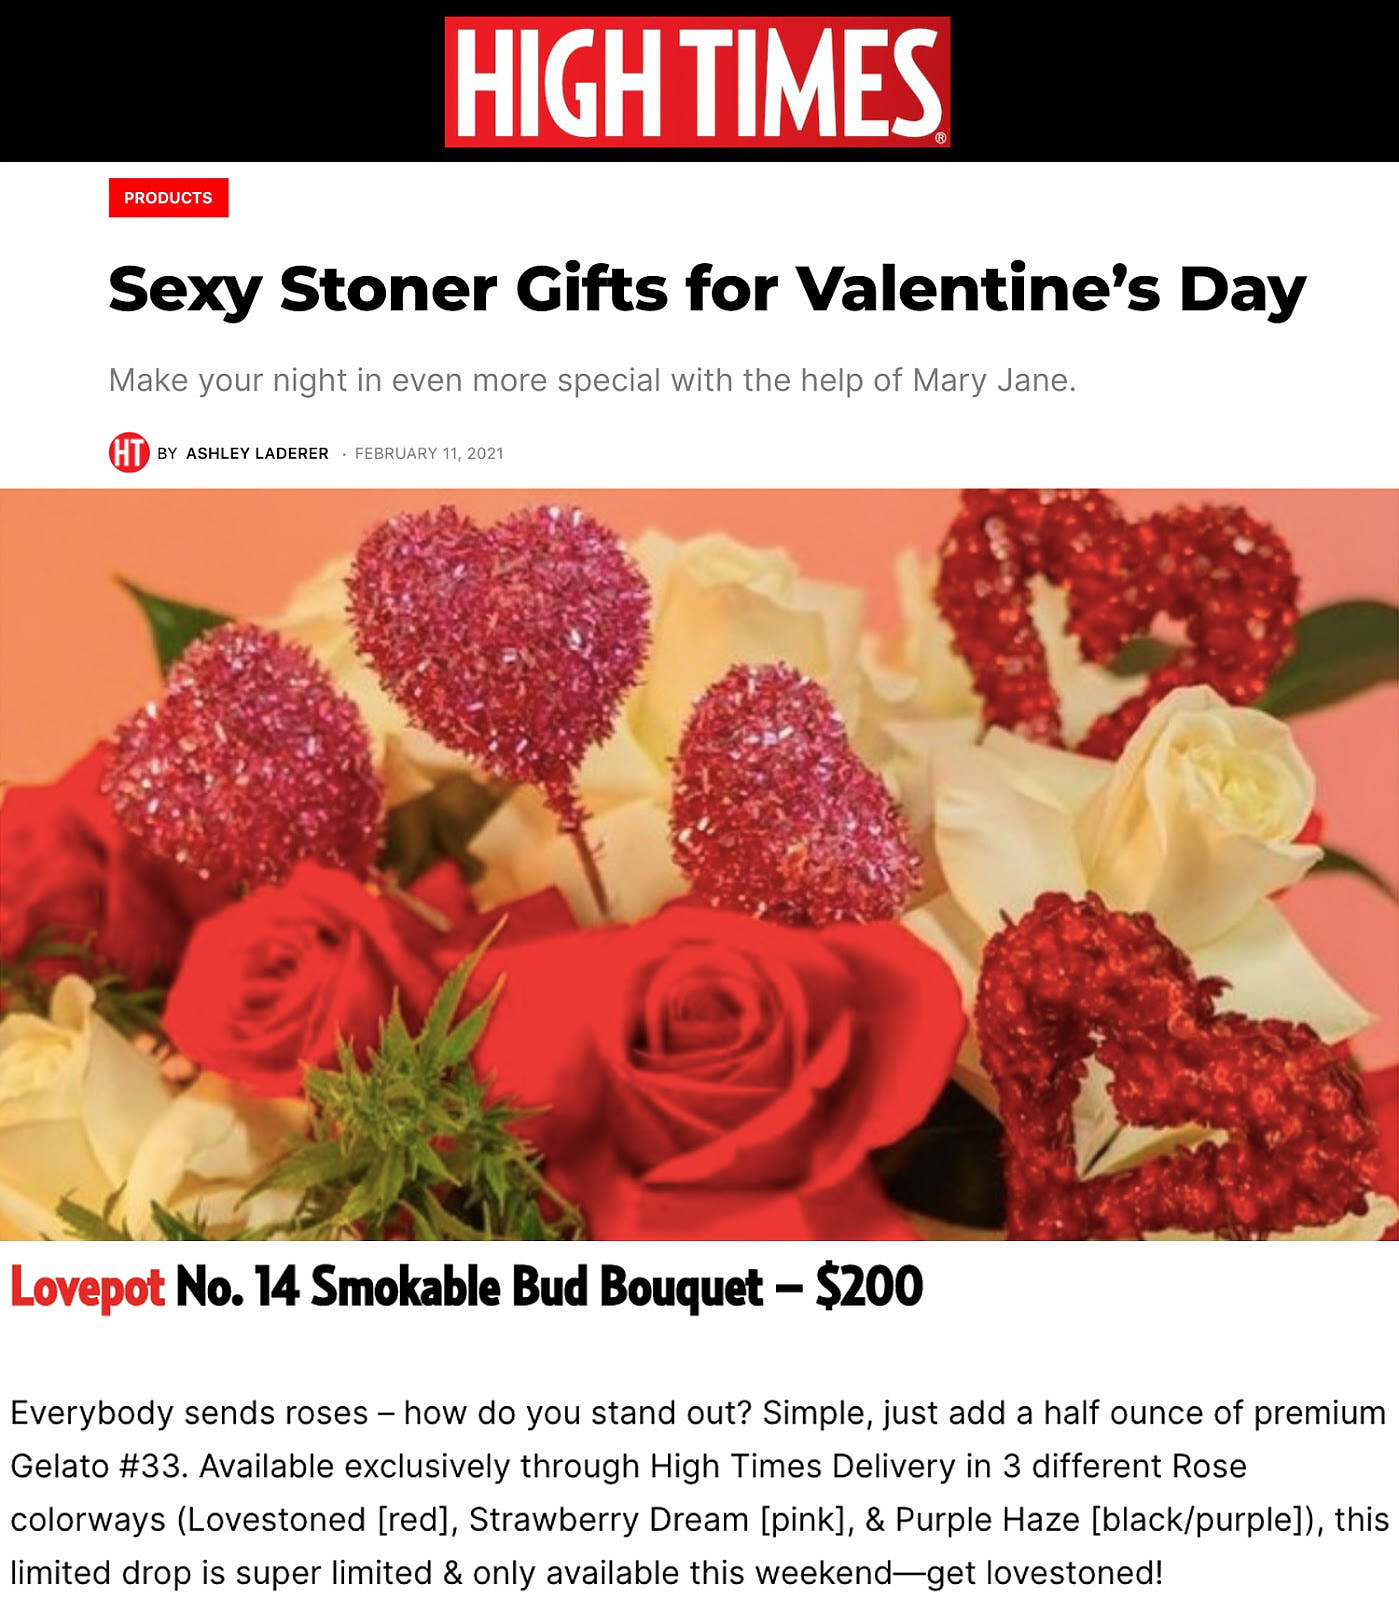 HIGH TIMES®
PRODUCTS
Sexy Stoner Gifts for Valentine’s Day
Make your night in even more special with the help of Mary Jane.
HT BY ASHLEY LADERER · FEBRUARY 11, 2021
Lovepot No. 14 Smokable Bud Bouquet – $200
Everybody sends roses – how do you stand out? Simple, just add a half ounce of premium
Gelato #33. Available exclusively through High Times Delivery in 3 different Rose
colorways (Lovestoned [red], Strawberry Dream [pink], & Purple Haze [black/purple]), this
limited drop is super limited & only available this weekend—get lovestoned!